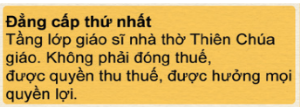 Đẳng cấp thứ nhất
Tầng lớp giáo sĩ nhà thờ Thiên Chúa
giáo. Không phải đóng thuế,
được quyền thu thuế, được hưởng mọi
quyền lợi.